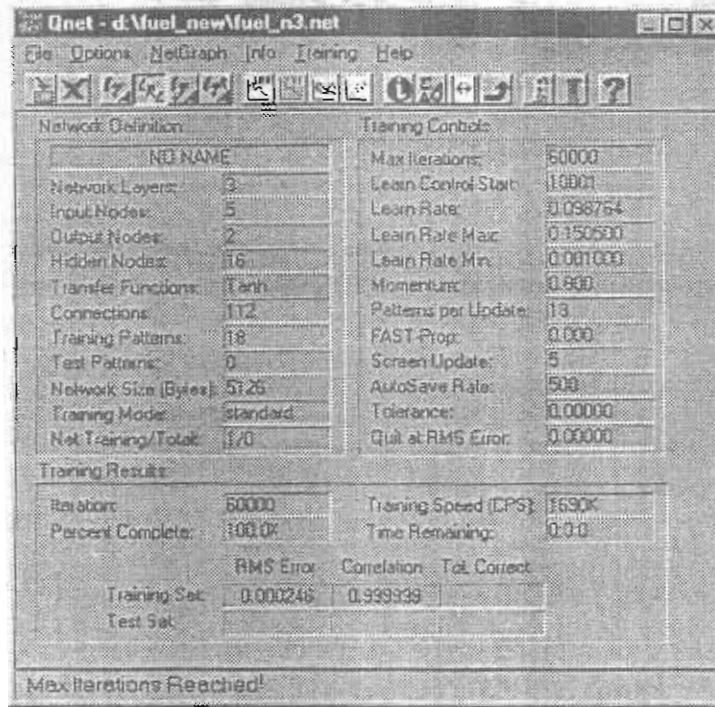 Qnet - d:\fuel_new\fuel_n3.net
File Options NetGraph Info Training Help
Network Definition
NO NAME
Network Layers: 3
Input Nodes: 5
Output Nodes: 2
Hidden Nodes: 16
Transfer Functions: Tanh
Connections: 112
Training Patterns: 18
Test Patterns: 0
Network Size (Bytes): 5126
Training Mode: standard
Net Training/Total: 1/0
Training Controls
Max Iterations: 60000
Learn Control Start: 10001
Learn Rate: 0.098764
Learn Rate Max: 0.150500
Learn Rate Min: 0.001000
Momentum: 0.800
Patterns per Update: 18
FAST-Prop: 0.000
Screen Update: 5
AutoSave Rate: 500
Tolerance: 0.00000
Quit at RMS Error: 0.00000
Training Results
Iteration: 60000
Percent Complete: 100.0%
Training Speed (CPS): 1690K
Time Remaining: 0:0:0
RMS Error Correlation Tol. Correct
Training Set: 0.000246 0.999939
Test Set:
Max Iterations Reached!